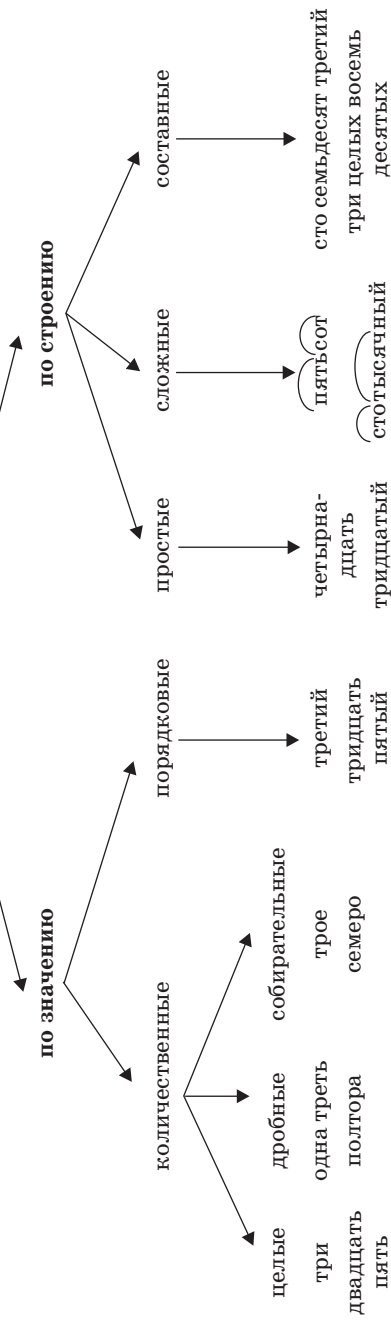 по значению
по строению
количественные
порядковые
простые
сложные
составные
целые
дробные
собирательные
три
двадцать
пять
одна треть
полтора
трое
семеро
третий
тридцать
пятый
четырна-
дцать
тридцатый
пятьсот
стотысячный
сто семьдесят третий
три целых восемь
десятых